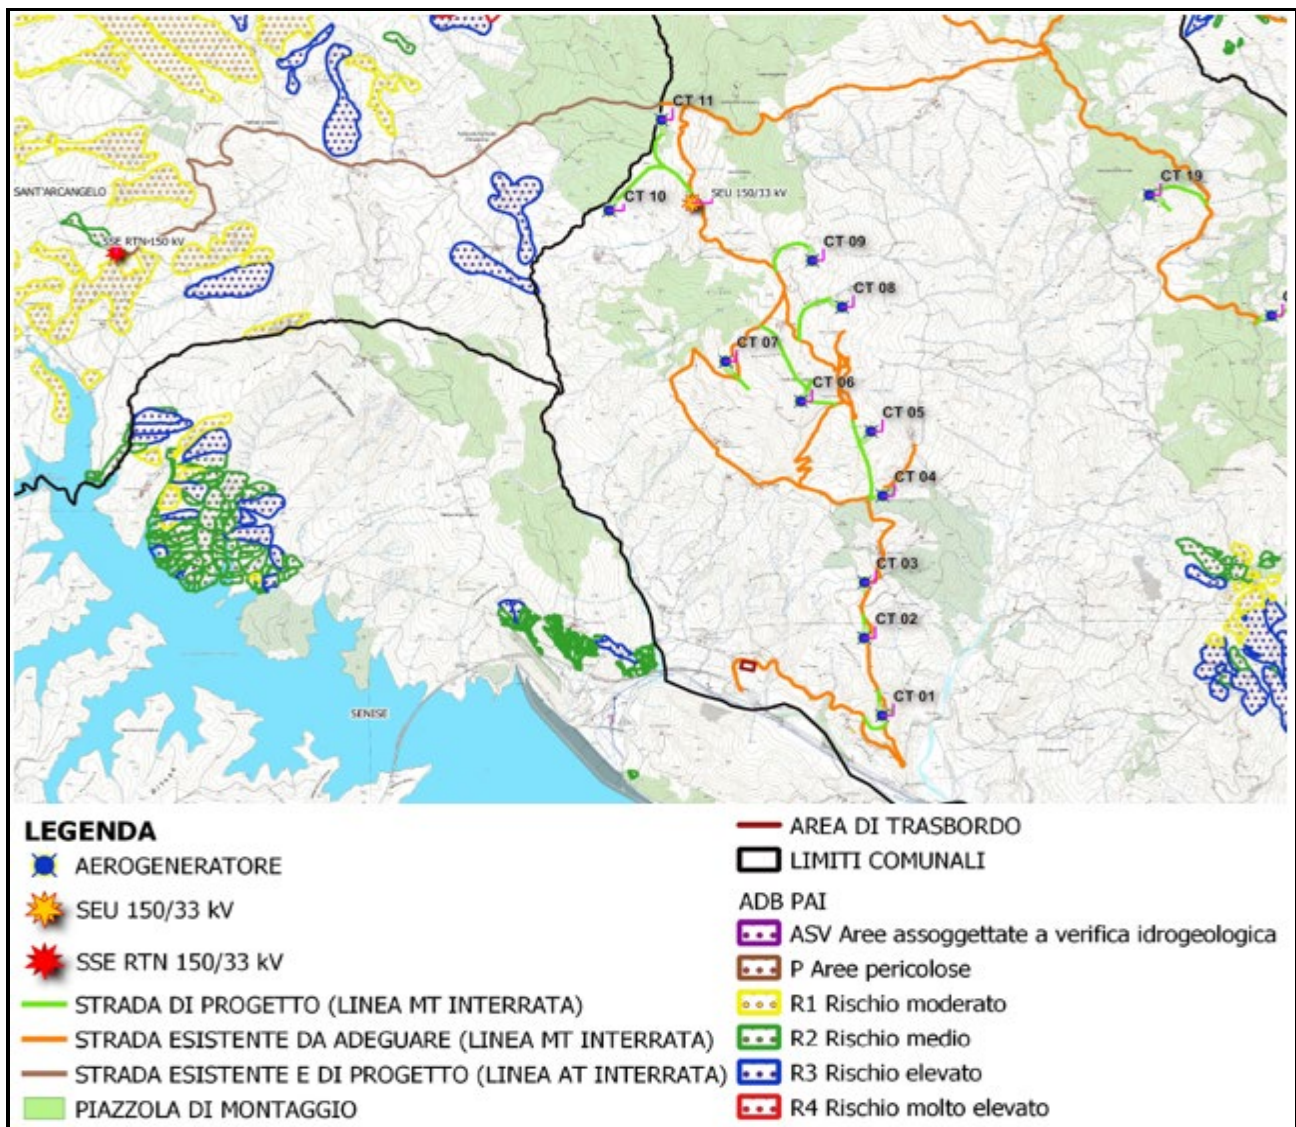 CT 11
CT 19
SANT'ARCANGELO
CT 10
SEU 150/33 kV
SSE RTN 150 kV
CT 09
CT 08
CT 07
CT 06
CT 05
CT 04
CT 03
CT 02
CT 01
SENISE
LEGENDA
AEROGENERATORE
SEU 150/33 kV
SSE RTN 150/33 kV
STRADA DI PROGETTO (LINEA MT INTERRATA)
STRADA ESISTENTE DA ADEGUARE (LINEA MT INTERRATA)
STRADA ESISTENTE E DI PROGETTO (LINEA AT INTERRATA)
PIAZZOLA DI MONTAGGIO
AREA DI TRASBORDO
LIMITI COMUNALI
ADB PAI
ASV Aree assoggettate a verifica idrogeologica
P Aree pericolose
R1 Rischio moderato
R2 Rischio medio
R3 Rischio elevato
R4 Rischio molto elevato